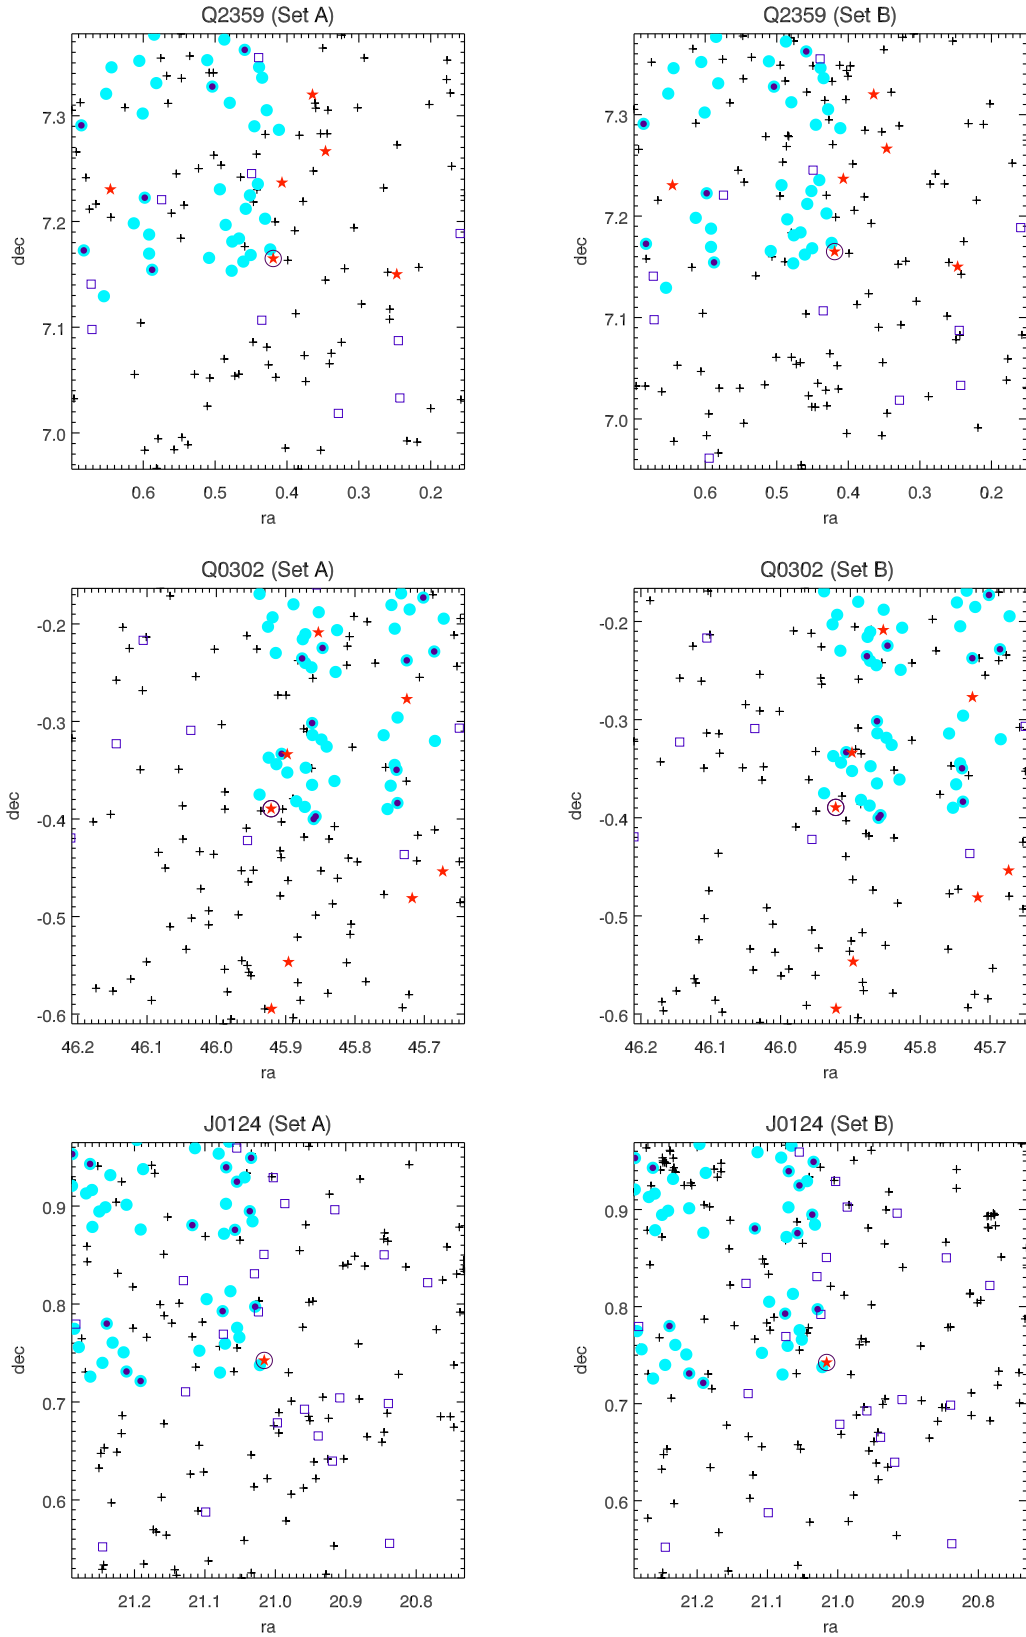 Q2359 (Set A)
Q2359 (Set B)
dec
7.3
7.2
7.1
7.0
0.6 0.5 0.4 0.3 0.2
ra
dec
7.3
7.2
7.1
7.0
0.6 0.5 0.4 0.3 0.2
ra
Q0302 (Set A)
Q0302 (Set B)
dec
-0.2
-0.3
-0.4
-0.5
-0.6
46.2 46.1 46.0 45.9 45.8 45.7
ra
dec
-0.2
-0.3
-0.4
-0.5
-0.6
46.2 46.1 46.0 45.9 45.8 45.7
ra
J0124 (Set A)
J0124 (Set B)
dec
0.9
0.8
0.7
0.6
21.2 21.1 21.0 20.9 20.8
ra
dec
0.9
0.8
0.7
0.6
21.2 21.1 21.0 20.9 20.8
ra